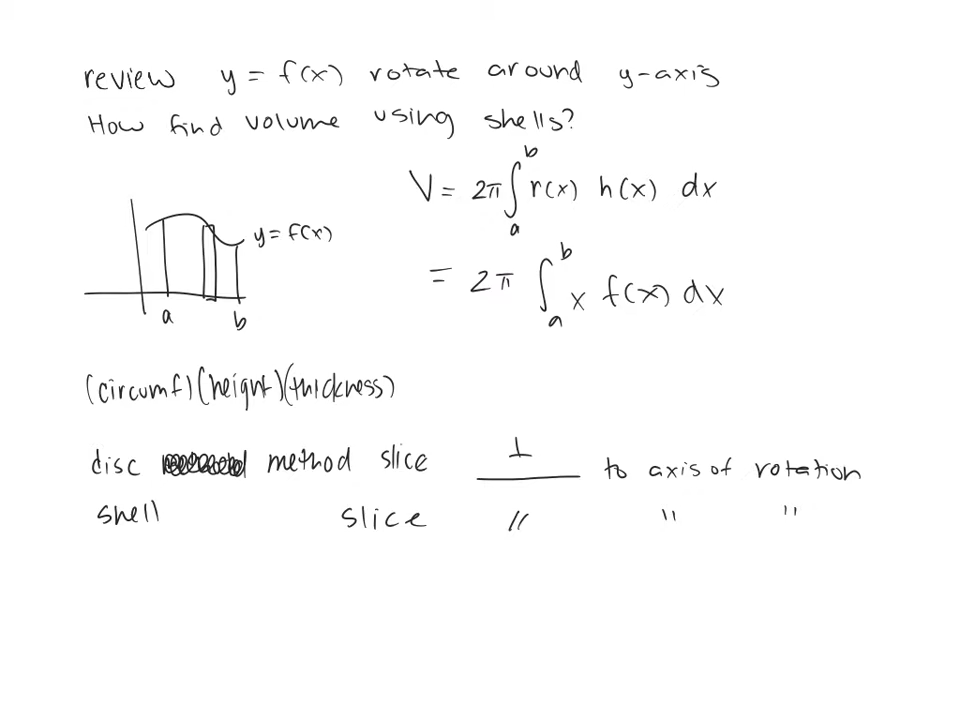 review y = f(x) rotate around y-axis
How find volume using shells?
V = 2π ∫_a^b r(x) h(x) dx
y = f(x)
= 2π ∫_a^b x f(x) dx
a b
(circumf)(height)(thickness)
disc method slice ⊥ to axis of rotation
shell slice // " "